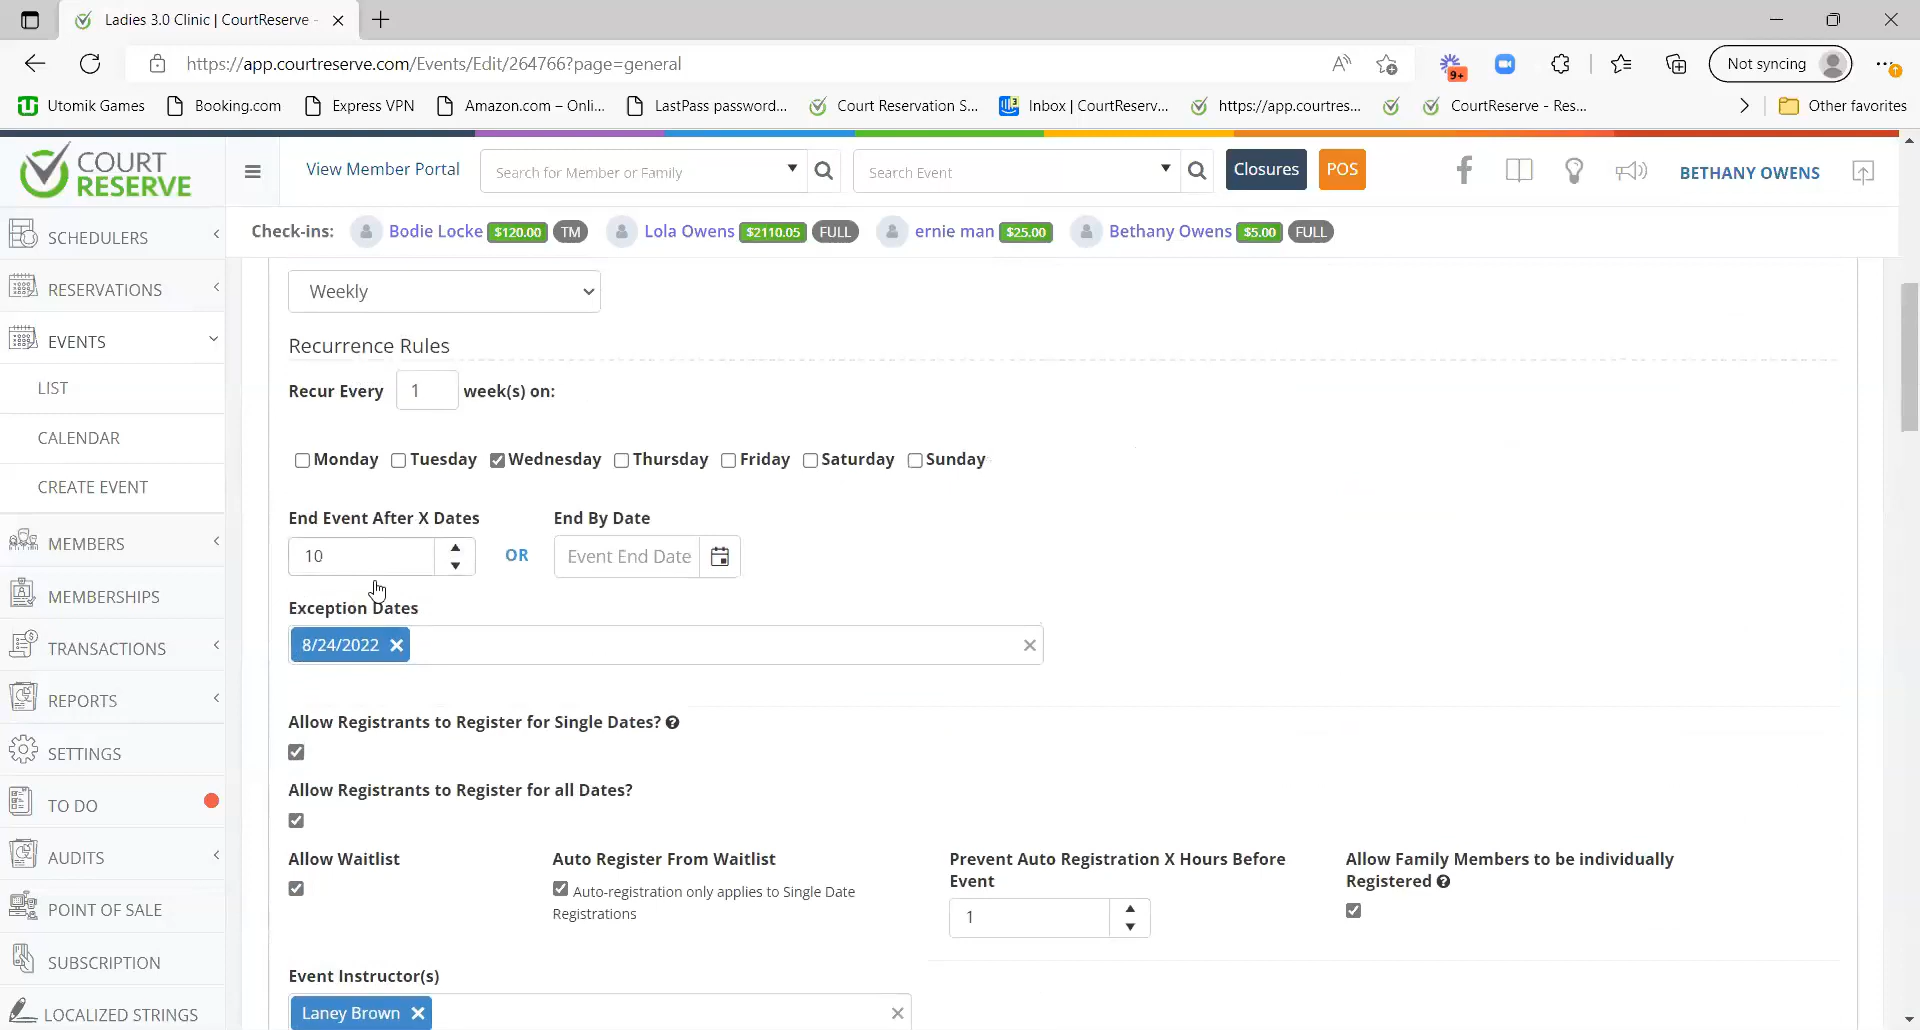 Ladies 3.0 Clinic | CourtReserve -
https://app.courtreserve.com/Events/Edit/264766?page=general
9+
Not syncing
Utomik Games
Booking.com
Express VPN
Amazon.com – Onli...
LastPass password...
Court Reservation S...
Inbox | CourtReserv...
https://app.courtres...
CourtReserve - Res...
Other favorites
COURT
RESERVE
View Member Portal
Search for Member or Family
Search Event
Closures
POS
BETHANY OWENS
Check-ins:
Bodie Locke $120.00 TM
Lola Owens $2110.05 FULL
ernie man $25.00
Bethany Owens $5.00 FULL
SCHEDULERS
RESERVATIONS
EVENTS
LIST
CALENDAR
CREATE EVENT
MEMBERS
MEMBERSHIPS
TRANSACTIONS
REPORTS
SETTINGS
TO DO
AUDITS
POINT OF SALE
SUBSCRIPTION
LOCALIZED STRINGS
Weekly
Recurrence Rules
Recur Every 1 week(s) on:
Monday Tuesday Wednesday Thursday Friday Saturday Sunday
End Event After X Dates
End By Date
10
OR
Event End Date
Exception Dates
8/24/2022
Allow Registrants to Register for Single Dates?
Allow Registrants to Register for all Dates?
Allow Waitlist
Auto Register From Waitlist
Auto-registration only applies to Single Date
Registrations
Prevent Auto Registration X Hours Before
Event
1
Allow Family Members to be individually
Registered
Event Instructor(s)
Laney Brown